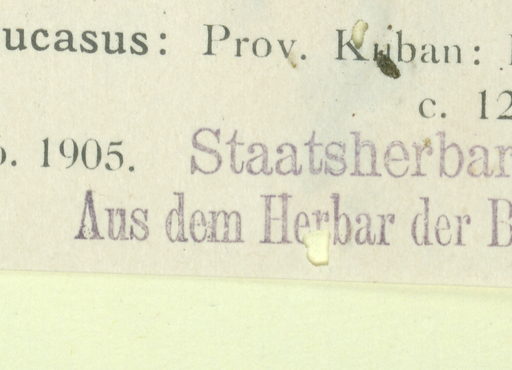 ucasus: Prov. Kuban:
c. 12
1905. Staatsherbar
Aus dem Herbar der B